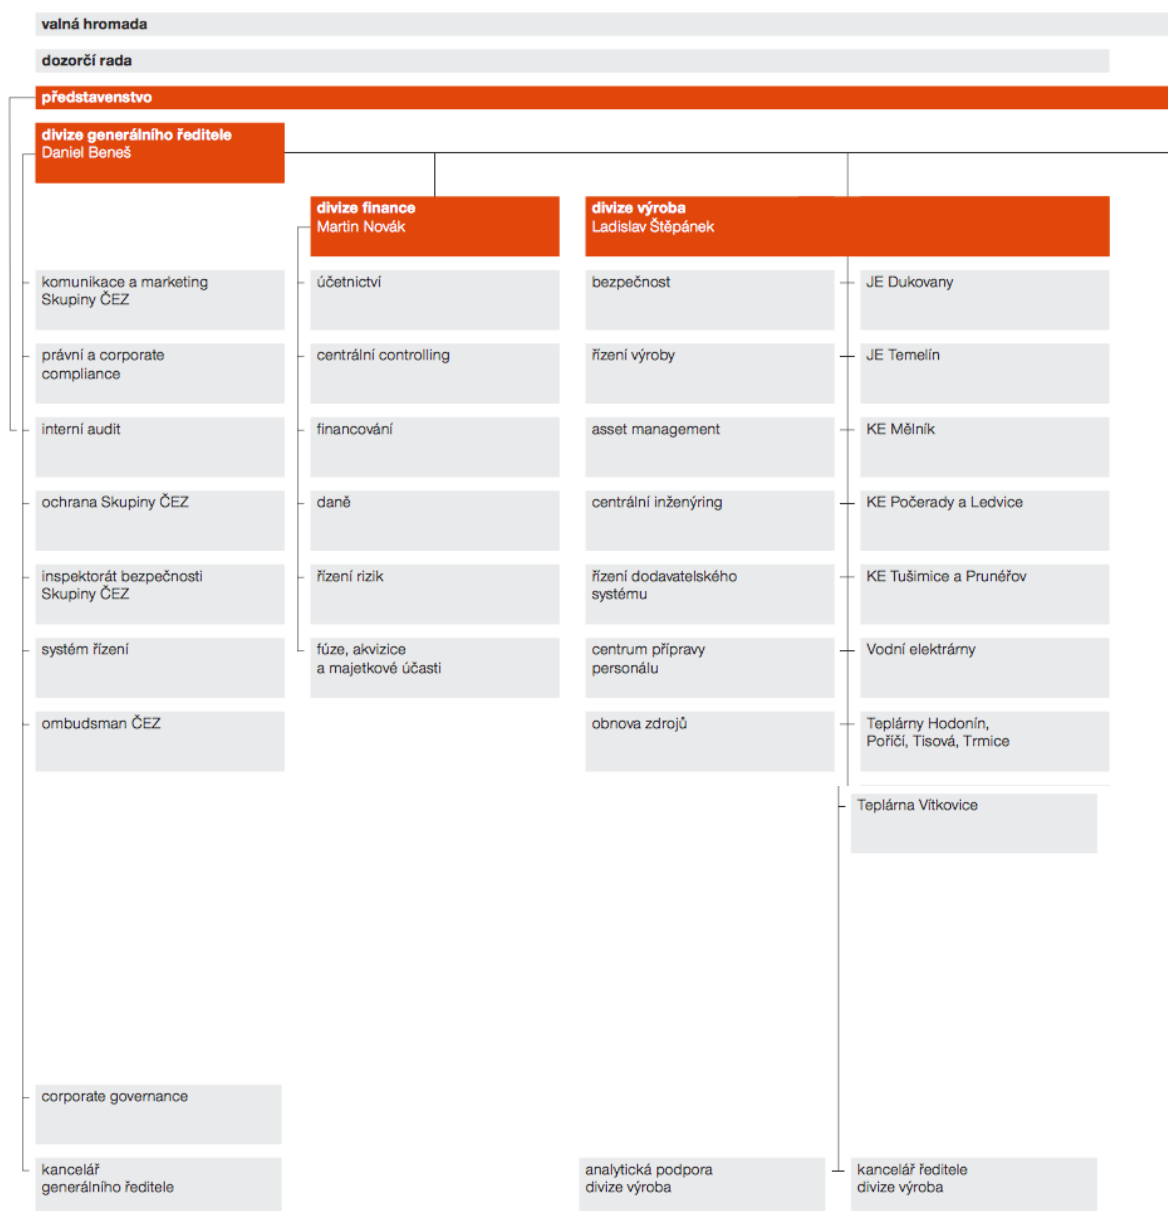 valná hromada
dozorčí rada
představenstvo
divize generálního ředitele
Daniel Beneš
divize finance
Martin Novák
divize výroba
Ladislav Štěpánek
komunikace a marketing
Skupiny ČEZ
účetnictví
bezpečnost
JE Dukovany
právní a corporate
compliance
centrální controlling
řízení výroby
JE Temelín
interní audit
financování
asset management
KE Mělník
ochrana Skupiny ČEZ
daně
centrální inženýring
KE Počerady a Ledvice
inspektorát bezpečnosti
Skupiny ČEZ
řízení rizik
řízení dodavatelského
systému
KE Tušimice a Prunéřov
systém řízení
fúze, akvizice
a majetkové účasti
centrum přípravy
personálu
Vodní elektrárny
ombudsman ČEZ
obnova zdrojů
Teplárny Hodonín,
Poříčí, Tisová, Trmice
Teplárna Vítkovice
corporate governance
kancelář
generálního ředitele
analytická podpora
divize výroba
kancelář ředitele
divize výroba